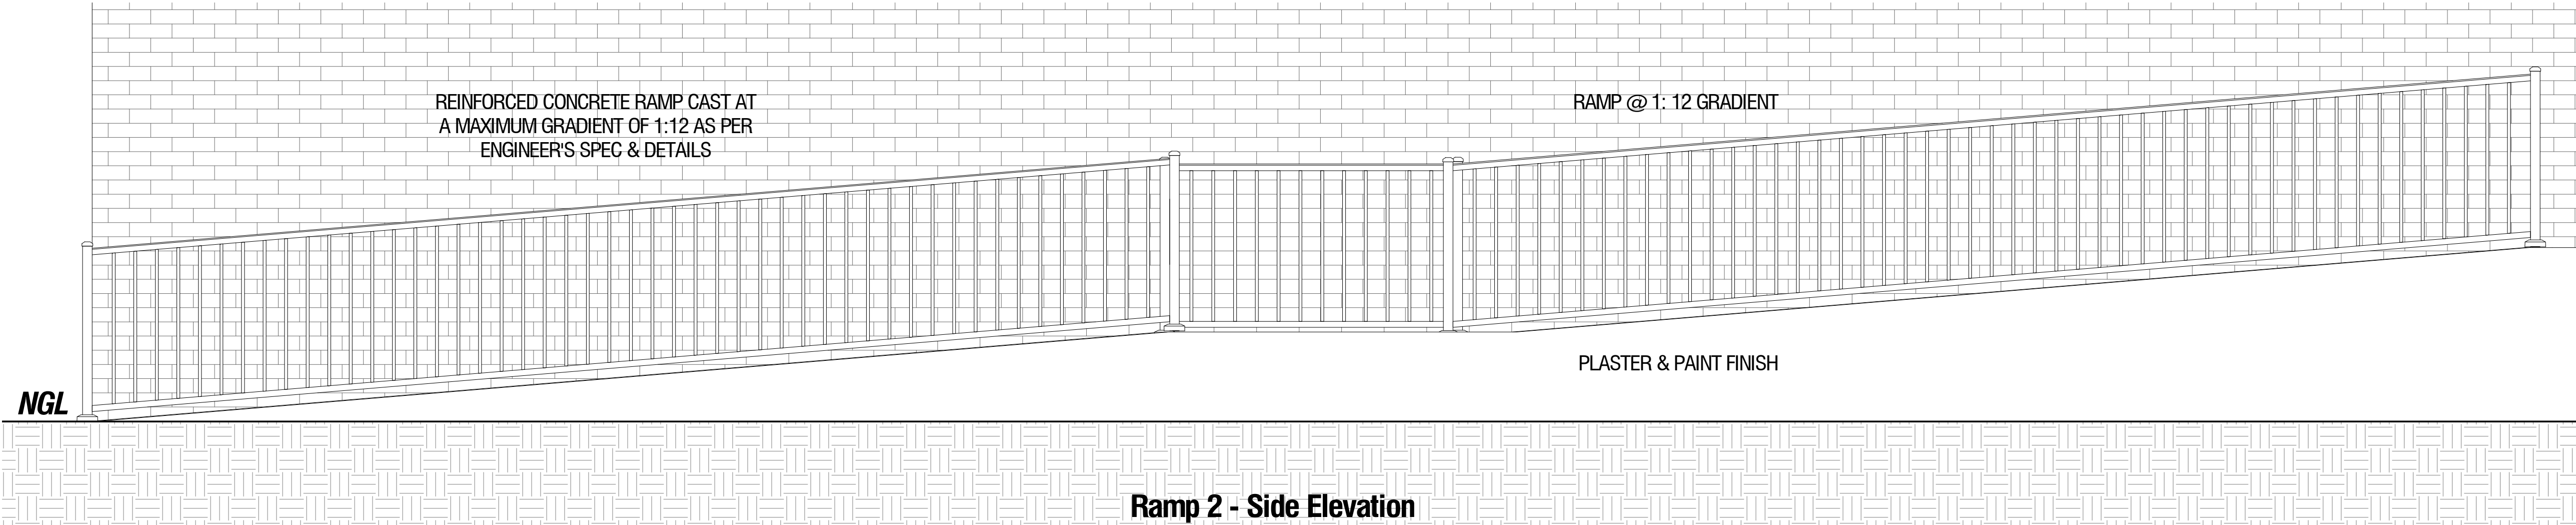 REINFORCED CONCRETE RAMP CAST AT
A MAXIMUM GRADIENT OF 1:12 AS PER
ENGINEER'S SPEC & DETAILS
RAMP @ 1: 12 GRADIENT
PLASTER & PAINT FINISH
NGL
Ramp 2 - Side Elevation